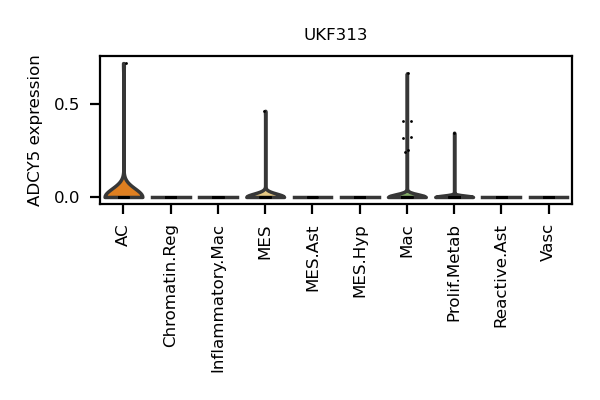 UKF313
ADCY5 expression
0.5
0.0
AC
Chromatin.Reg
Inflammatory.Mac
MES
MES.Ast
MES.Hyp
Mac
Prolif.Metab
Reactive.Ast
Vasc